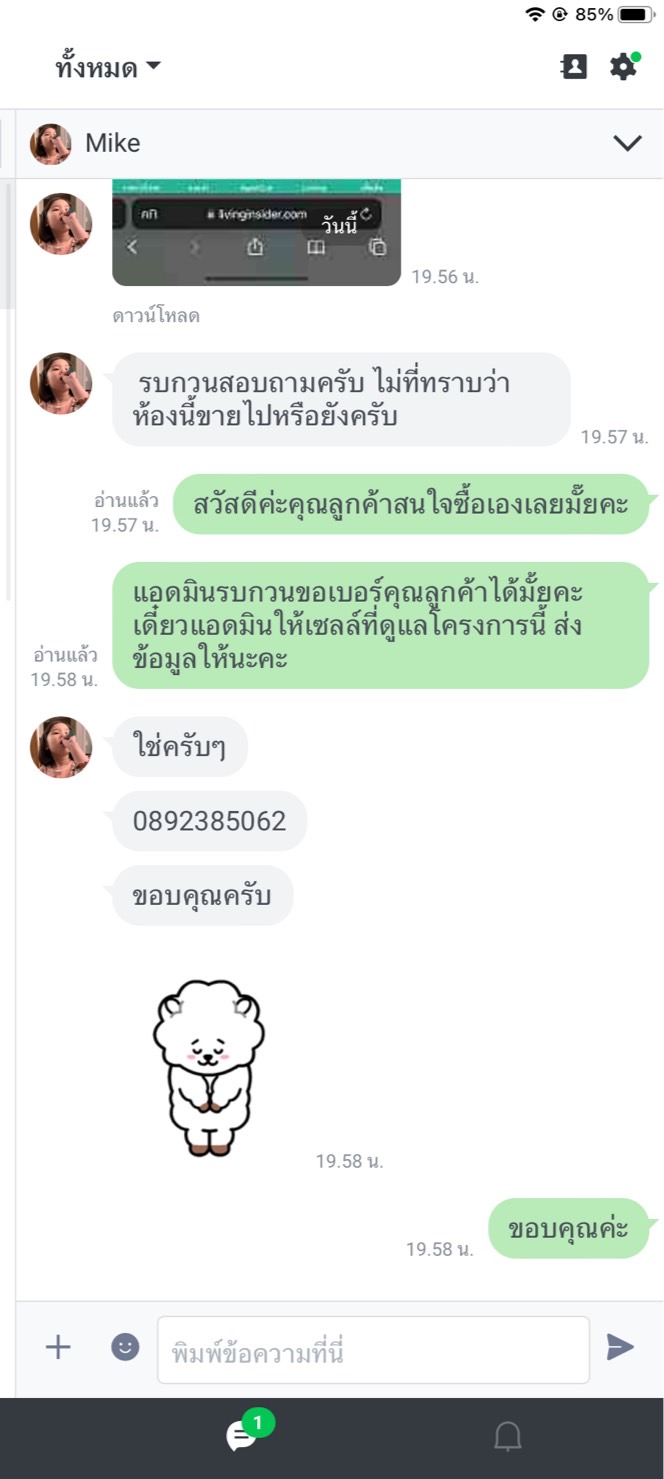 85%
ทั้งหมด
Mike
คก
livinginsider.com
วันนี้
19.56 น.
ดาวน์โหลด
รบกวนสอบถามครับ ไม่ที่ทราบว่า
ห้องนี้ขายไปหรือยังครับ
19.57 น.
สวัสดีค่ะคุณลูกค้าสนใจซื้อเองเลยมั๊ยคะ
อ่านแล้ว
19.57 น.
แอดมินรบกวนขอเบอร์คุณลูกค้าได้มั้ยคะ
เดี๋ยวแอดมินให้เซลล์ที่ดูแลโครงการนี้ ส่ง
ข้อมูลให้นะคะ
อ่านแล้ว
19.58 น.
ใช่ครับๆ
0892385062
ขอบคุณครับ
19.58 น.
ขอบคุณค่ะ
19.58 น.
พิมพ์ข้อความที่นี่
1